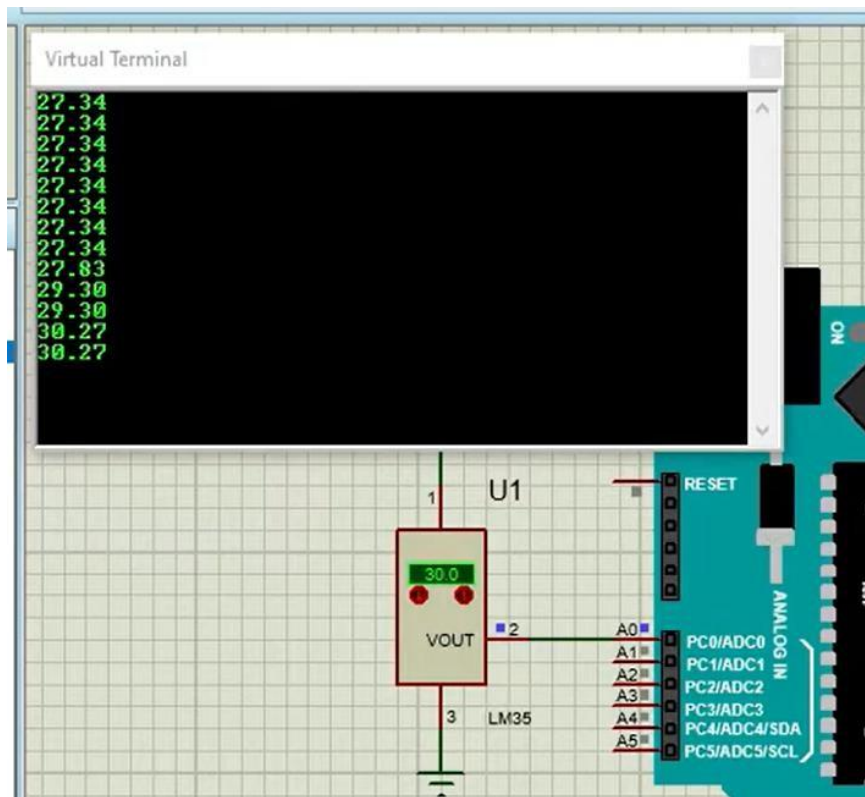 Virtual Terminal
27.34
27.34
27.34
27.34
27.34
27.34
27.34
27.34
27.83
29.30
29.30
30.27
30.27
ON
1
U1
RESET
30.0
VOUT
2
3
LM35
A0
A1
A2
A3
A4
A5
PC0/ADC0
PC1/ADC1
PC2/ADC2
PC3/ADC3
PC4/ADC4/SDA
PC5/ADC5/SCL
ANALOG IN